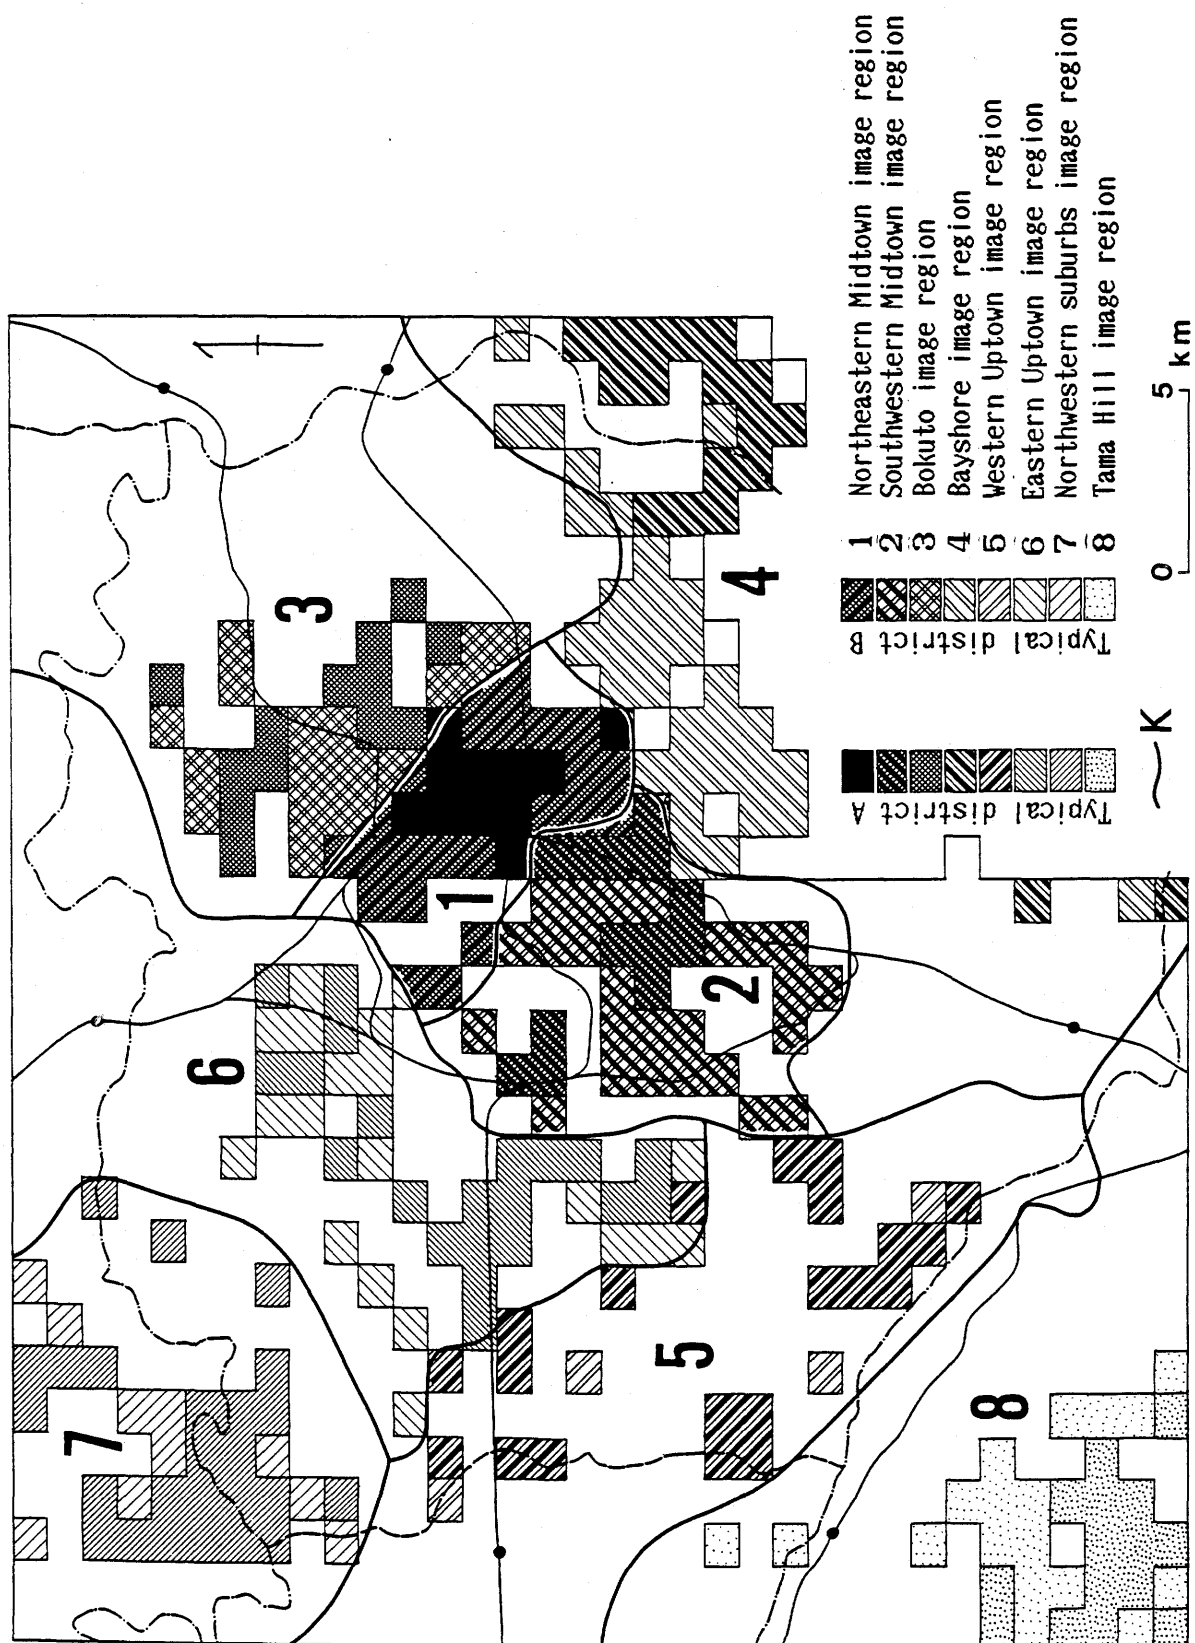 7
6
3
1
5
2
4
8
1 Northeastern Midtown image region
2 Southwestern Midtown image region
3 Bokuto image region
4 Bayshore image region
5 Western Uptown image region
6 Eastern Uptown image region
7 Northwestern suburbs image region
8 Tama Hill image region
Typical district A
Typical district B
K
0 5 km